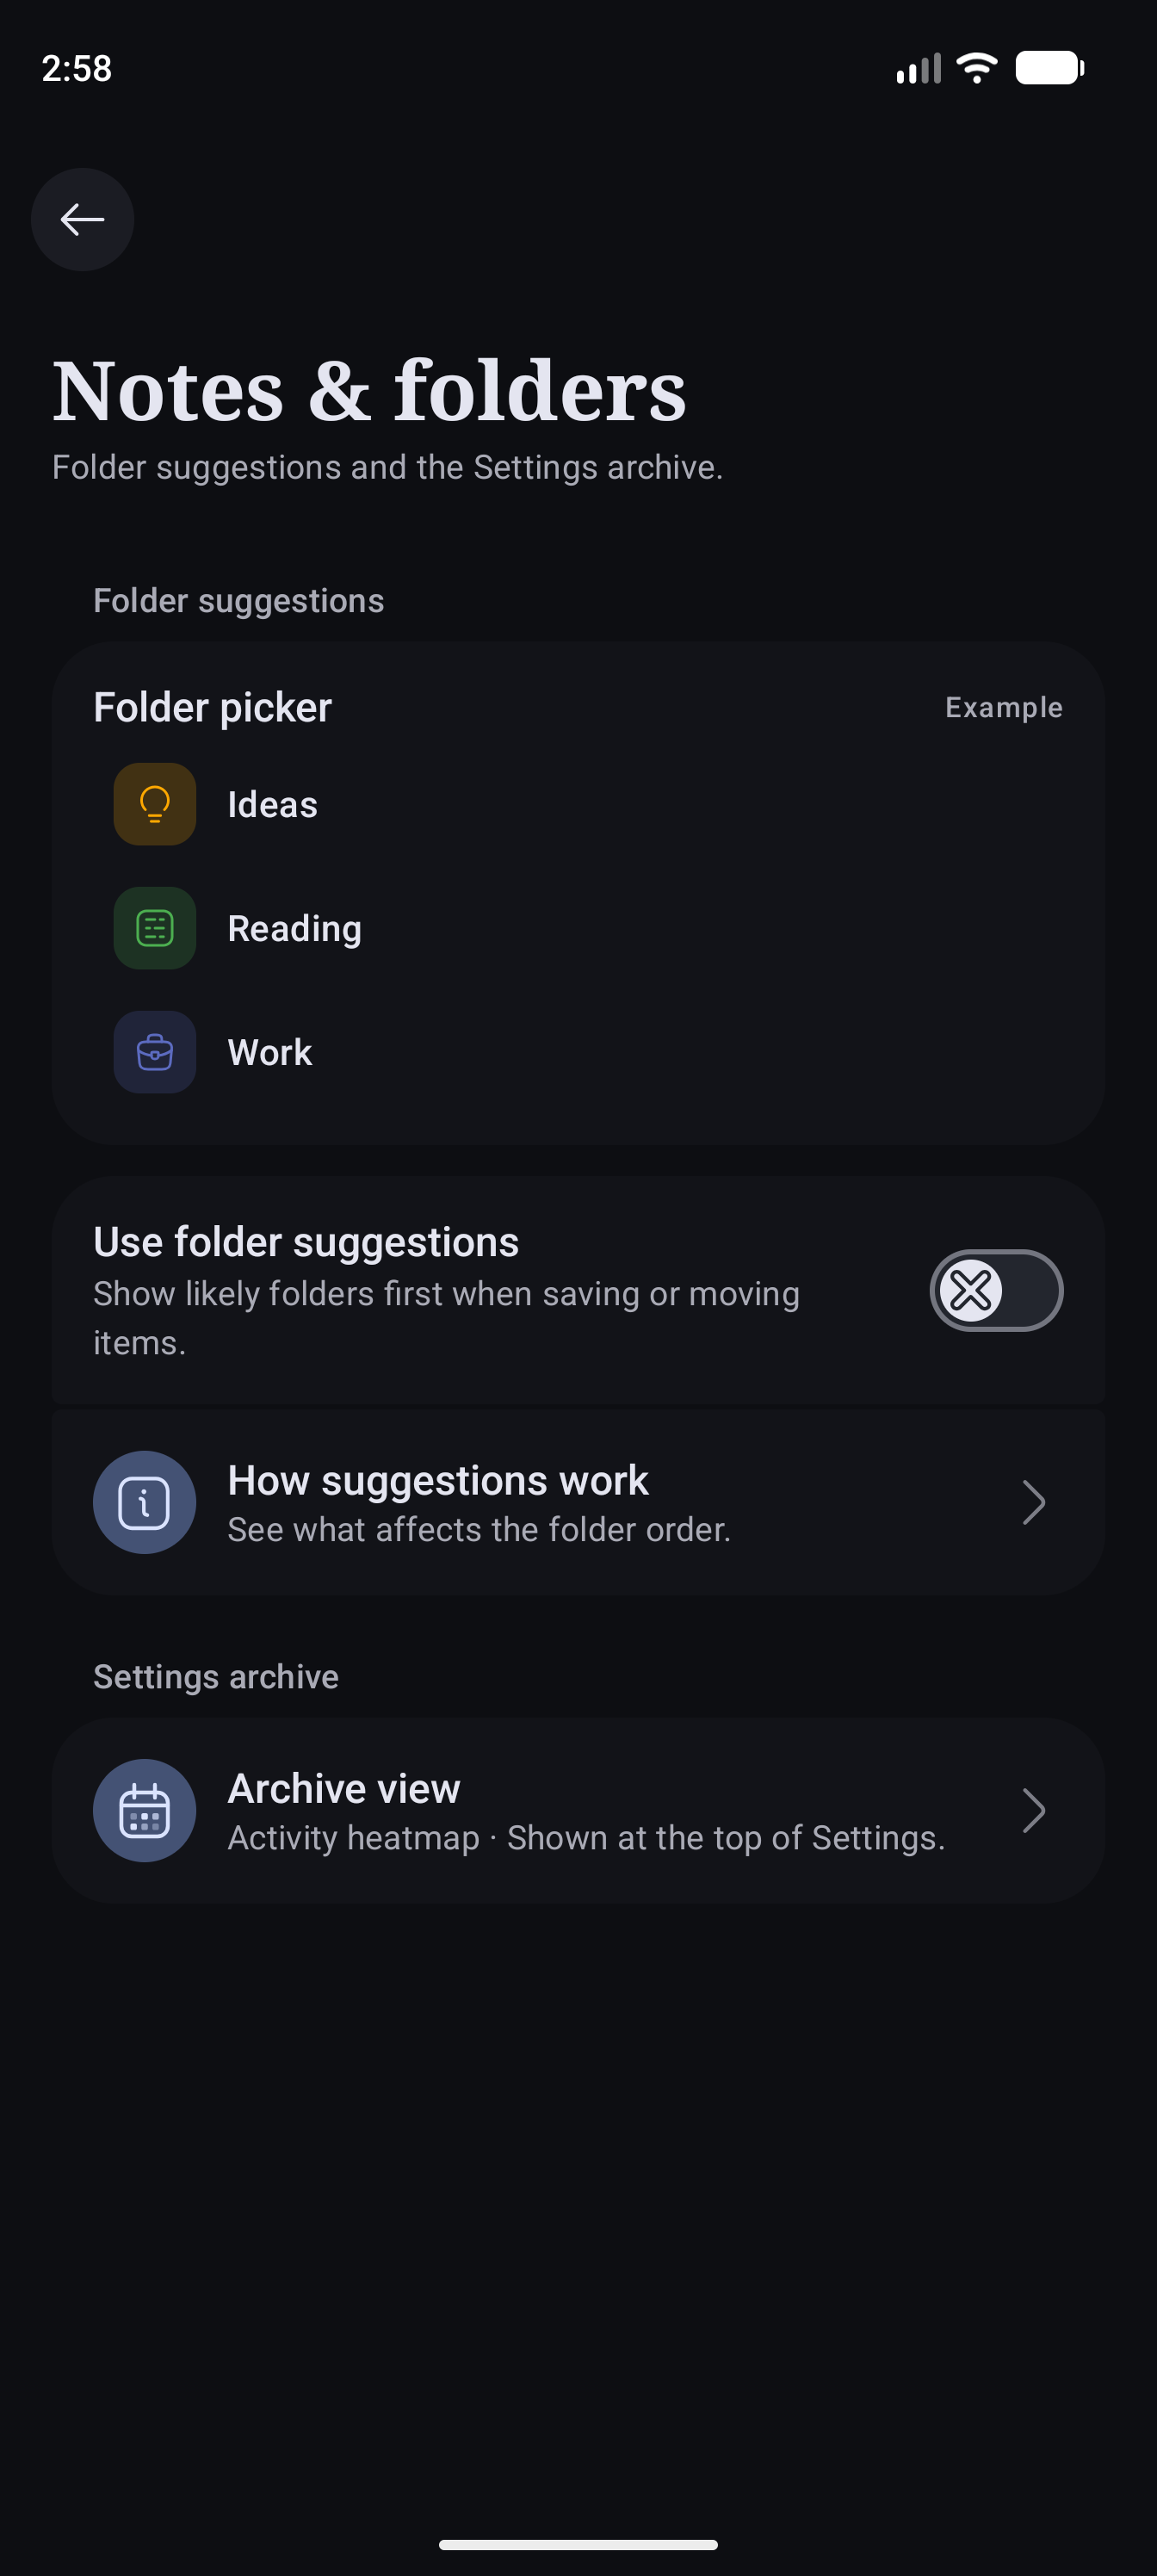 2:58
Notes & folders
Folder suggestions and the Settings archive.
Folder suggestions
Folder picker
Example
Ideas
Reading
Work
Use folder suggestions
Show likely folders first when saving or moving
items.
How suggestions work
See what affects the folder order.
Settings archive
Archive view
Activity heatmap · Shown at the top of Settings.